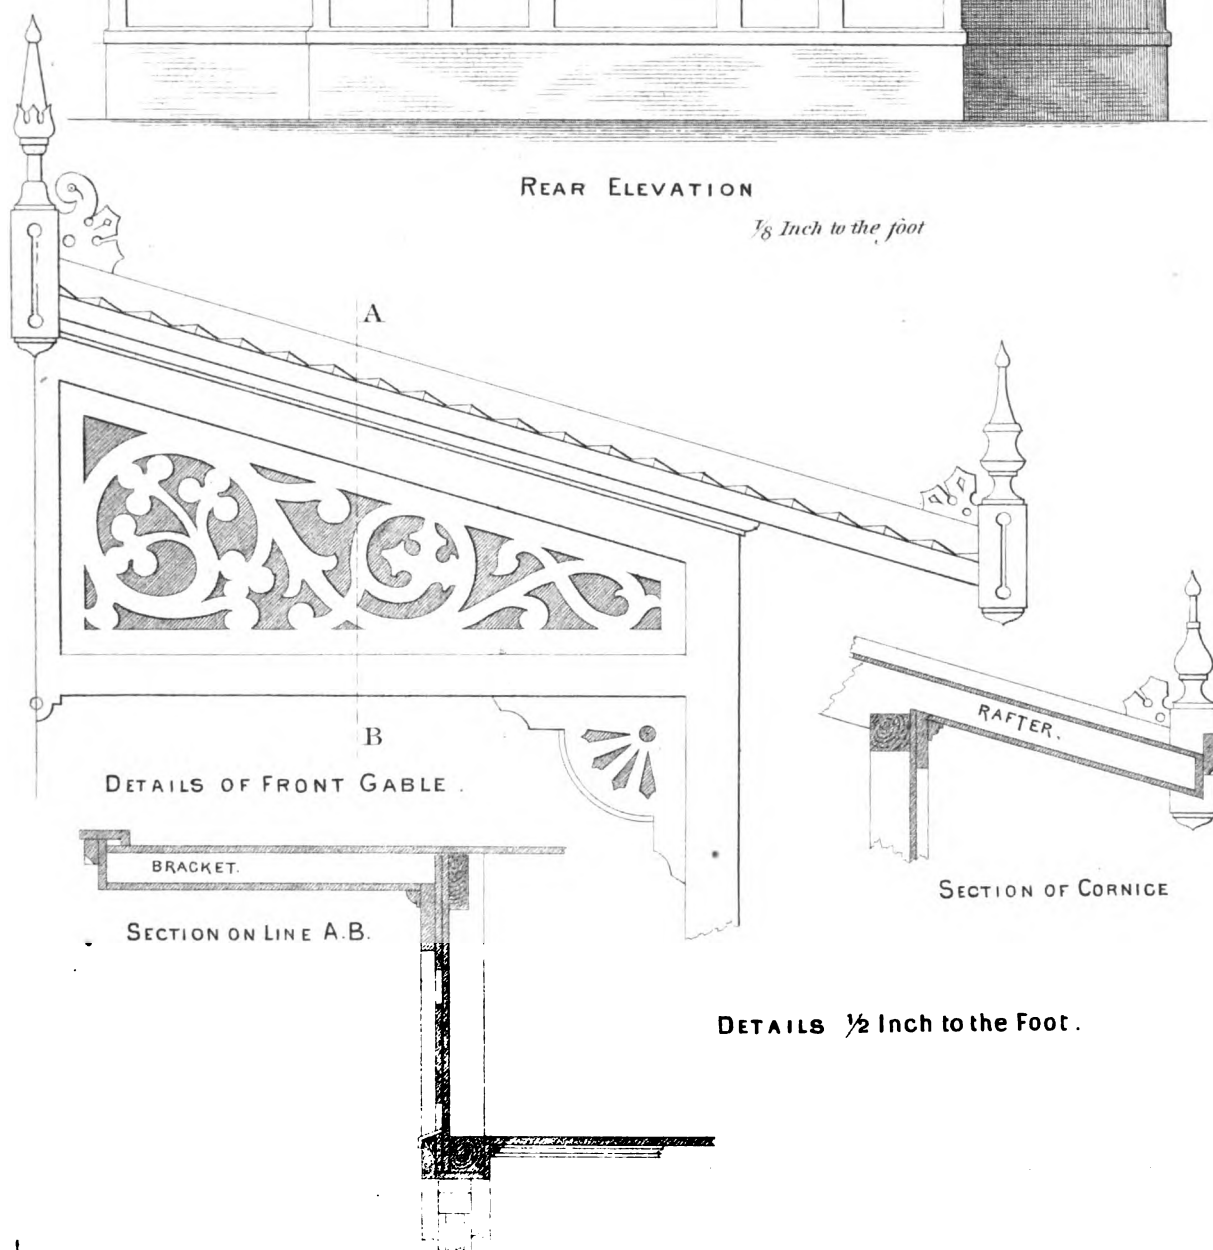 REAR ELEVATION
⅛ Inch to the foot
A
B
DETAILS OF FRONT GABLE.
RAFTER.
BRACKET.
SECTION OF CORNICE
SECTION ON LINE A.B.
DETAILS ½ Inch to the Foot.